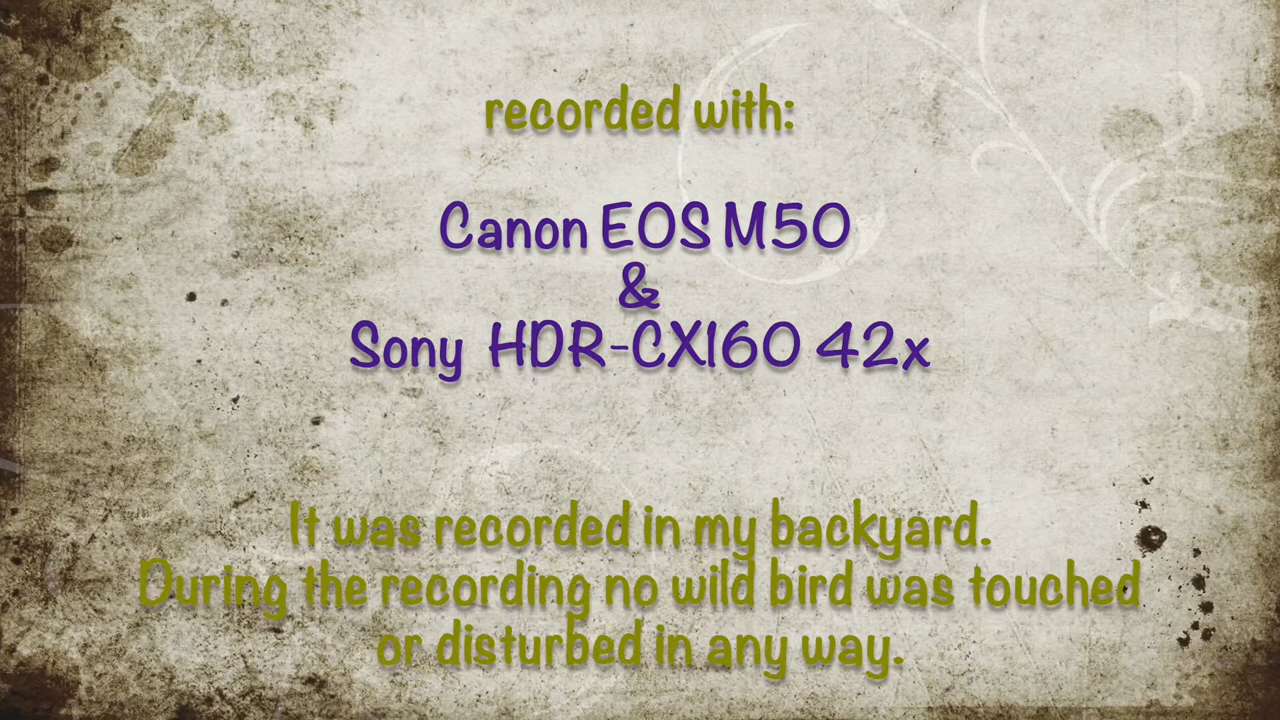 recorded with:
Canon EOS M50
&
Sony HDR-CX160 42x
It was recorded in my backyard.
During the recording no wild bird was touched
or disturbed in any way.